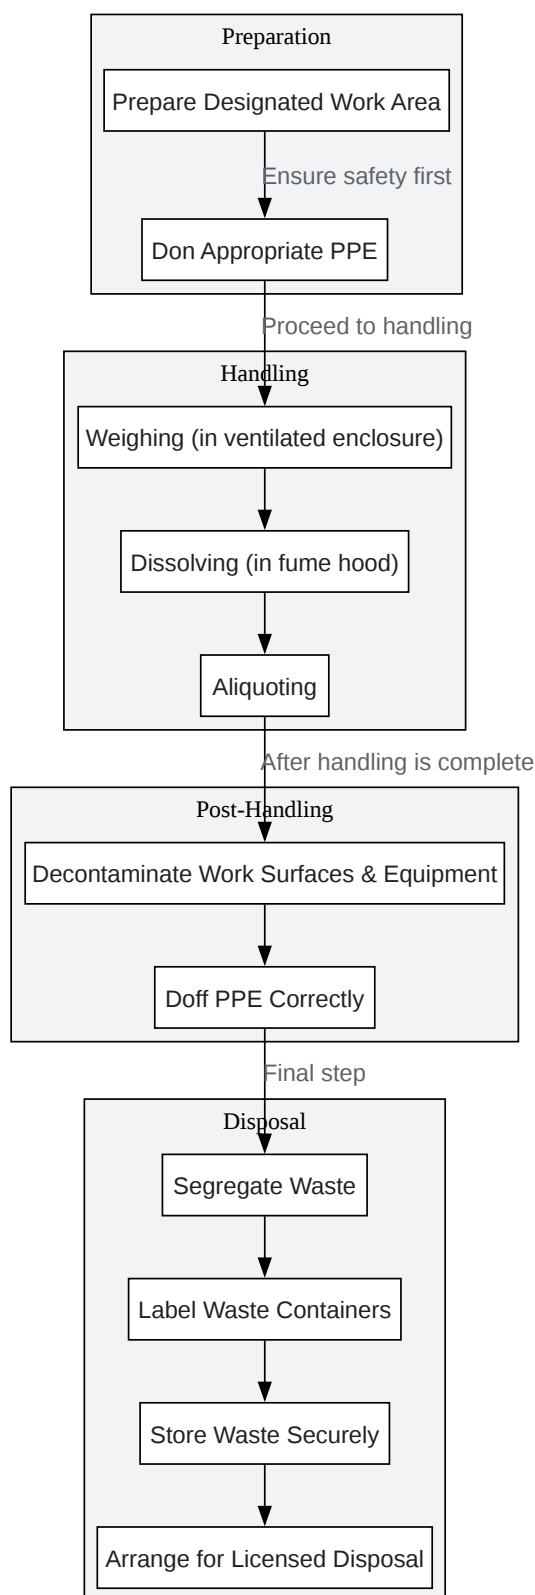 Preparation
Prepare Designated Work Area
Ensure safety first
Don Appropriate PPE
Proceed to handling
Handling
Weighing (in ventilated enclosure)
Dissolving (in fume hood)
Aliquoting
After handling is complete
Post-Handling
Decontaminate Work Surfaces & Equipment
Doff PPE Correctly
Final step
Disposal
Segregate Waste
Label Waste Containers
Store Waste Securely
Arrange for Licensed Disposal